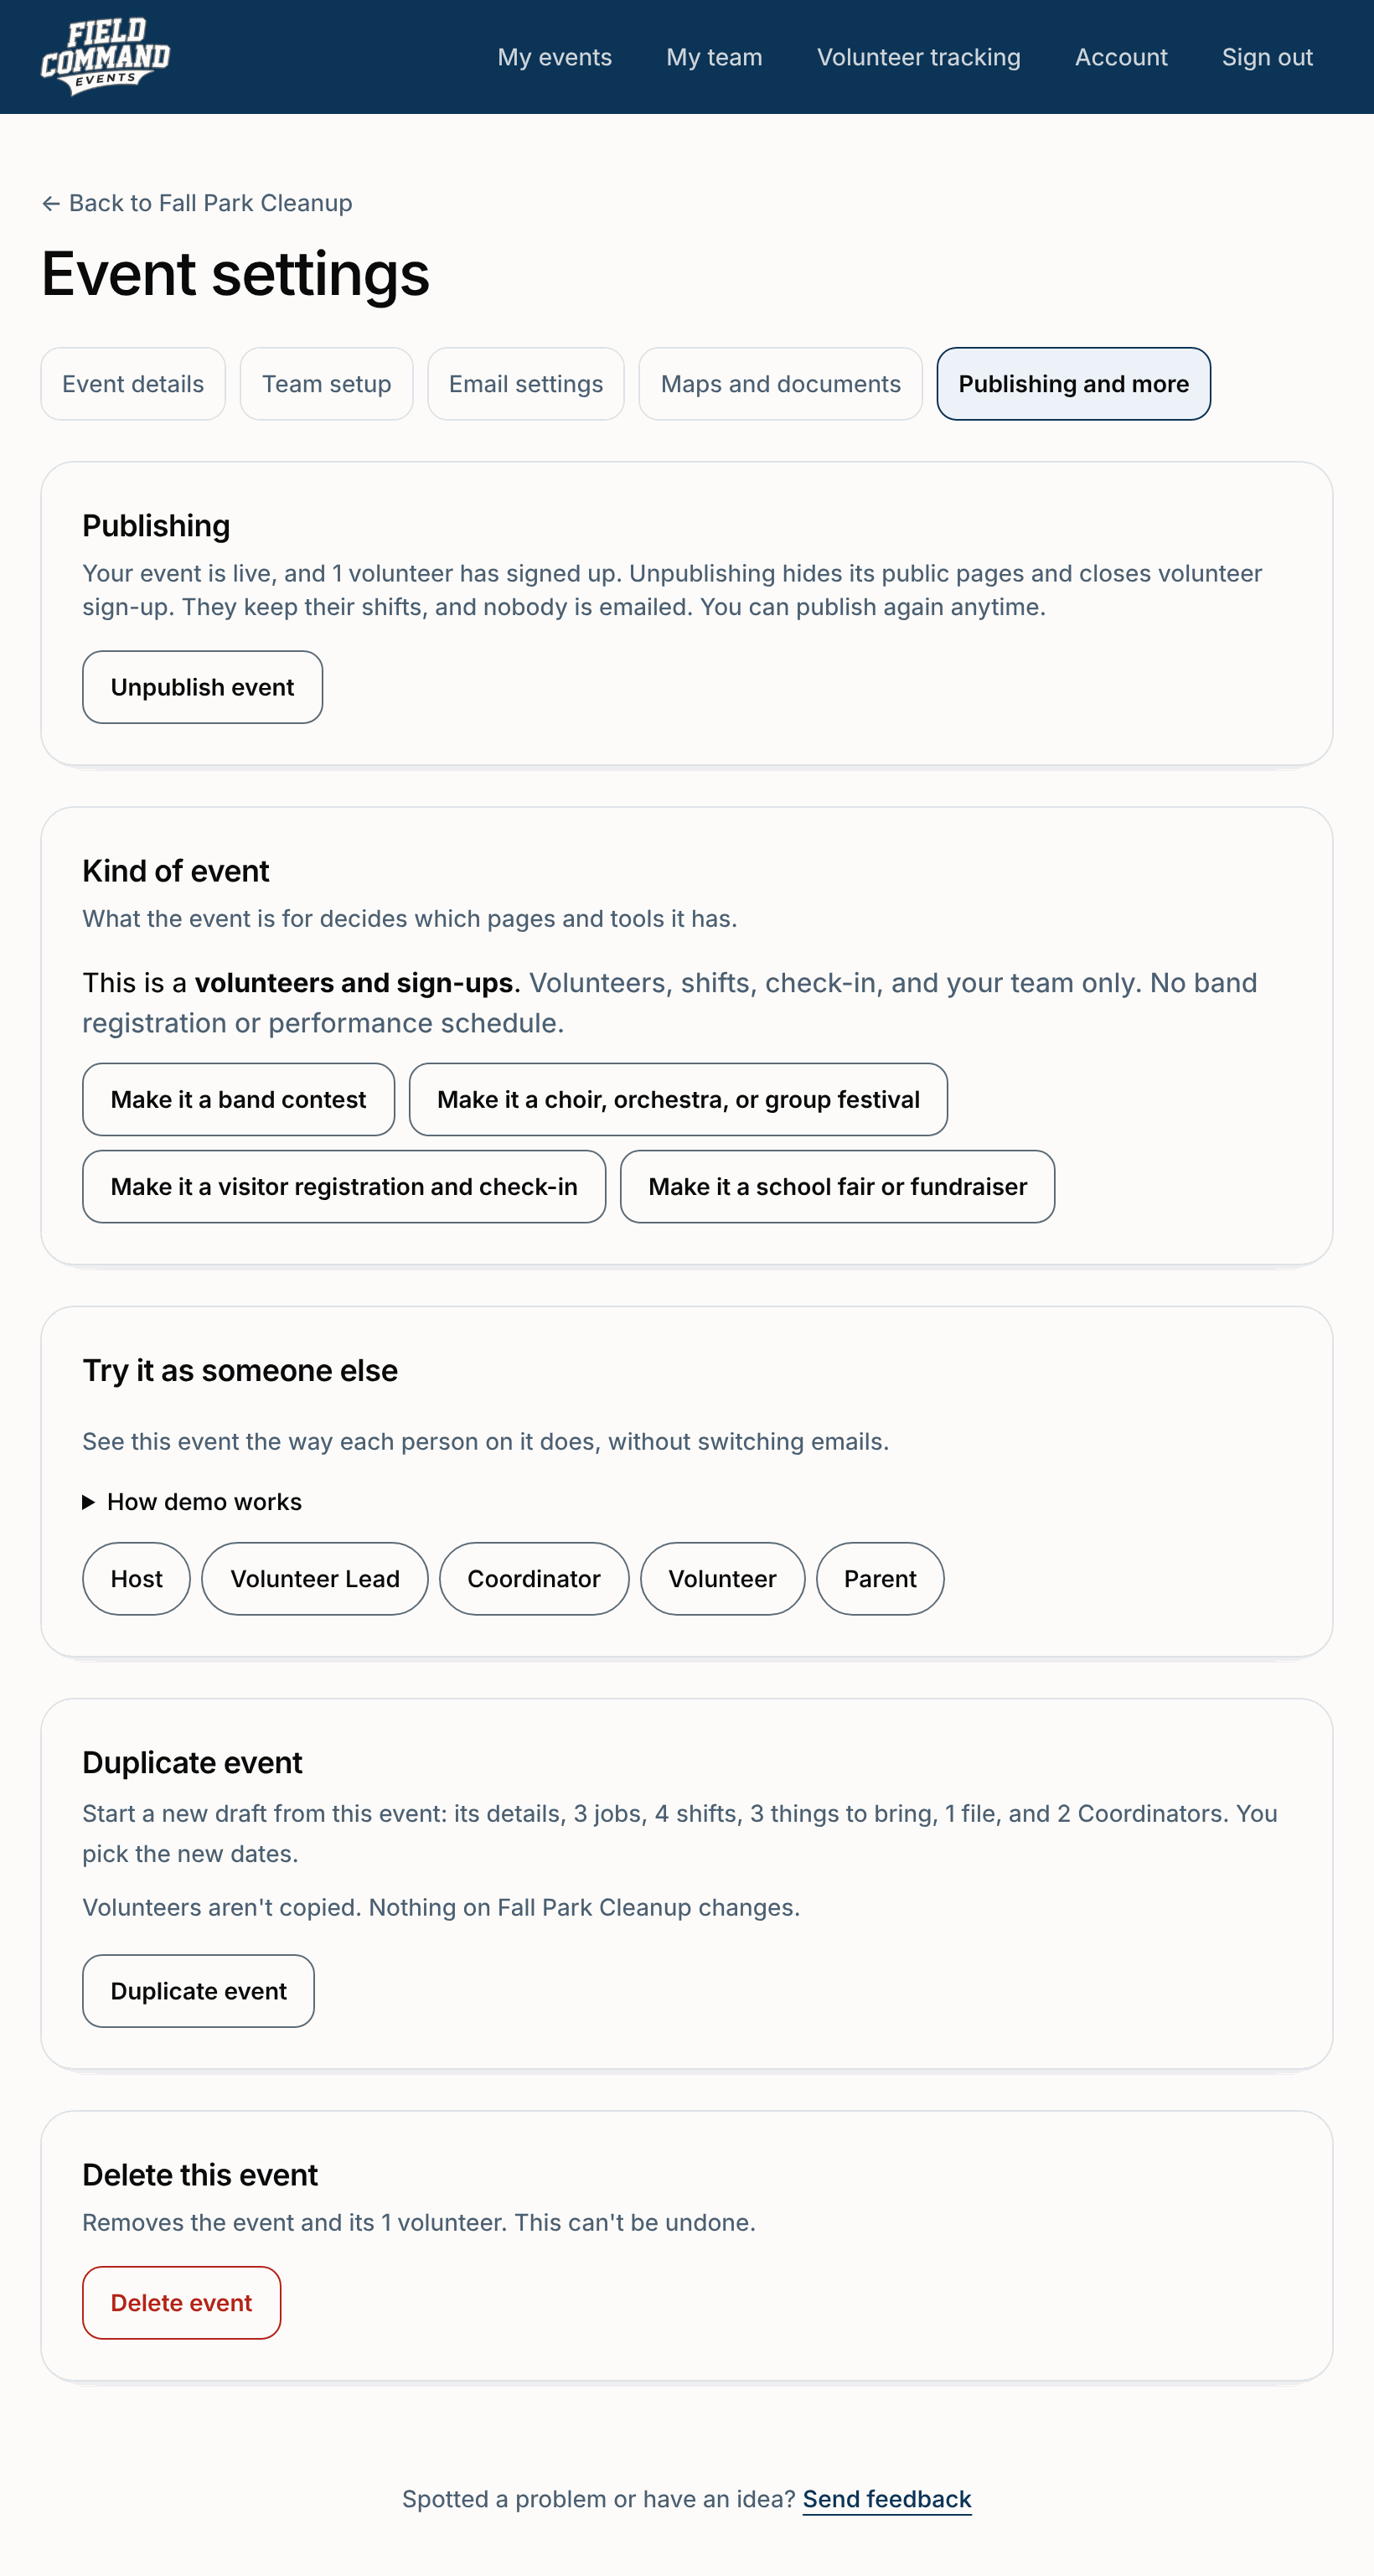 FIELD
COMMAND
EVENTS
My events
My team
Volunteer tracking
Account
Sign out
← Back to Fall Park Cleanup
Event settings
Event details
Team setup
Email settings
Maps and documents
Publishing and more
Publishing
Your event is live, and 1 volunteer has signed up. Unpublishing hides its public pages and closes volunteer
sign-up. They keep their shifts, and nobody is emailed. You can publish again anytime.
Unpublish event
Kind of event
What the event is for decides which pages and tools it has.
This is a volunteers and sign-ups. Volunteers, shifts, check-in, and your team only. No band
registration or performance schedule.
Make it a band contest
Make it a choir, orchestra, or group festival
Make it a visitor registration and check-in
Make it a school fair or fundraiser
Try it as someone else
See this event the way each person on it does, without switching emails.
▶ How demo works
Host
Volunteer Lead
Coordinator
Volunteer
Parent
Duplicate event
Start a new draft from this event: its details, 3 jobs, 4 shifts, 3 things to bring, 1 file, and 2 Coordinators. You
pick the new dates.
Volunteers aren't copied. Nothing on Fall Park Cleanup changes.
Duplicate event
Delete this event
Removes the event and its 1 volunteer. This can't be undone.
Delete event
Spotted a problem or have an idea? Send feedback